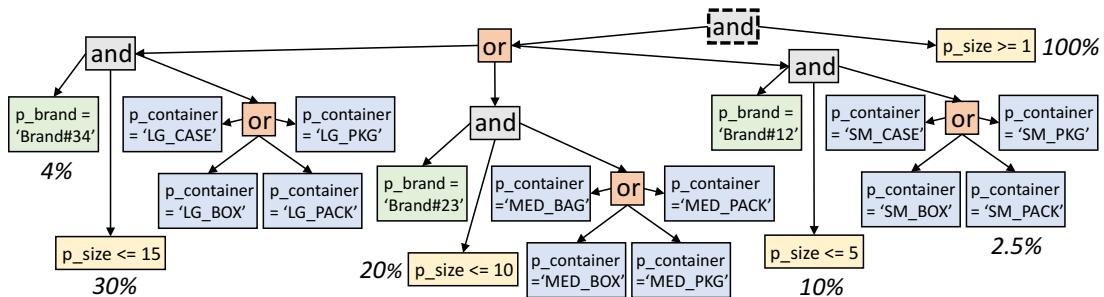 and
or
p_size >= 1
100%
and
p_brand =
‘Brand#34’
4%
p_size <= 15
30%
p_container
= ‘LG_CASE’
or
p_container
= ‘LG_PKG’
p_container
= ‘LG_BOX’
p_container
= ‘LG_PACK’
and
p_brand =
‘Brand#23’
20%
p_size <= 10
p_container
=‘MED_BAG’
or
p_container
=‘MED_PACK’
p_container
=‘MED_BOX’
p_container
=‘MED_PKG’
and
p_brand =
‘Brand#12’
p_size <= 5
10%
p_container
= ‘SM_CASE’
or
p_container
= ‘SM_PKG’
p_container
= ‘SM_BOX’
p_container
= ‘SM_PACK’
2.5%